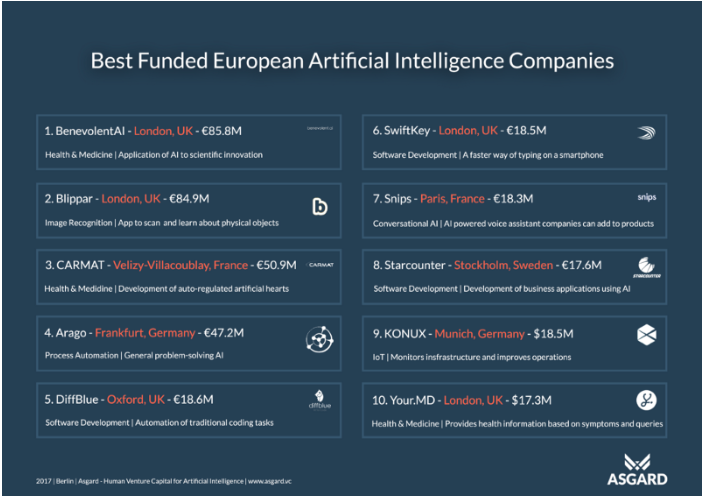 Best Funded European Artificial Intelligence Companies
1. BenevolentAI - London, UK - €85.8M
Health & Medicine | Application of AI to scientific innovation
2. Blippar - London, UK - €84.9M
Image Recognition | App to scan and learn about physical objects
3. CARMAT - Velizy-Villacoublay, France - €50.9M
CARMAT
Health & Medicine | Development of auto-regulated artificial hearts
4. Arago - Frankfurt, Germany - €47.2M
Process Automation | General problem-solving AI
5. DiffBlue - Oxford, UK - €18.6M
diffblue
Software Development | Automation of traditional coding tasks
6. SwiftKey - London, UK - €18.5M
Software Development | A faster way of typing on a smartphone
7. Snips - Paris, France - €18.3M
snips
Conversational AI | AI powered voice assistant companies can add to products
8. Starcounter - Stockholm, Sweden - €17.6M
STARCOUNTER
Software Development | Development of business applications using AI
9. KONUX - Munich, Germany - $18.5M
IoT | Monitors insfrastructure and improves operations
10. Your.MD - London, UK - $17.3M
Health & Medicine | Provides health information based on symptoms and queries
2017 | Berlin | Asgard - Human Venture Capital for Artificial Intelligence | www.asgard.vc
ASGARD